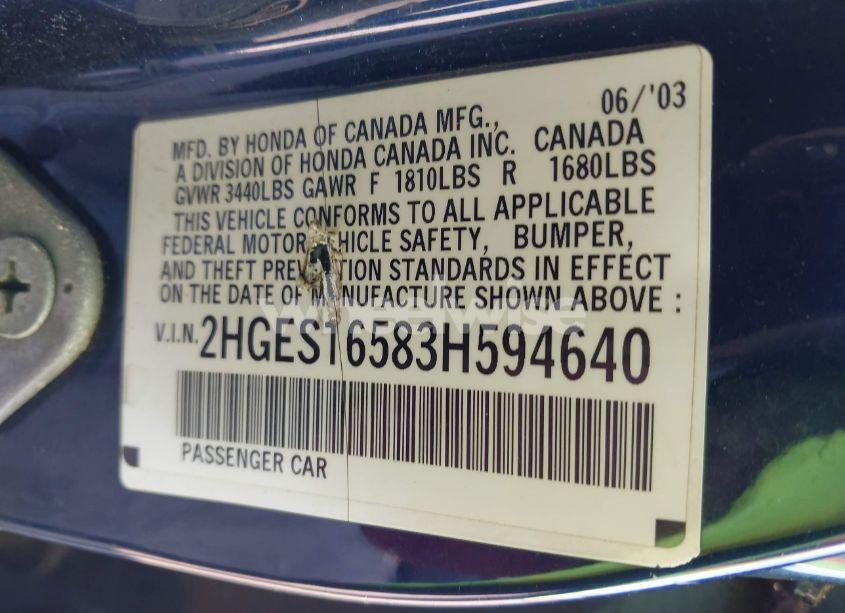 06/'03
MFD. BY HONDA OF CANADA MFG.,
A DIVISION OF HONDA CANADA INC. CANADA
GVWR 3440LBS GAWR F 1810LBS R 1680LBS
THIS VEHICLE CONFORMS TO ALL APPLICABLE
FEDERAL MOTOR SAFETY, BUMPER,
AND THEFT STANDARDS IN EFFECT
ON THE DATE OF MANUFACTURE SHOWN ABOVE :
wheelwise
V.I.N. 2HGES16583H594640
PASSENGER CAR